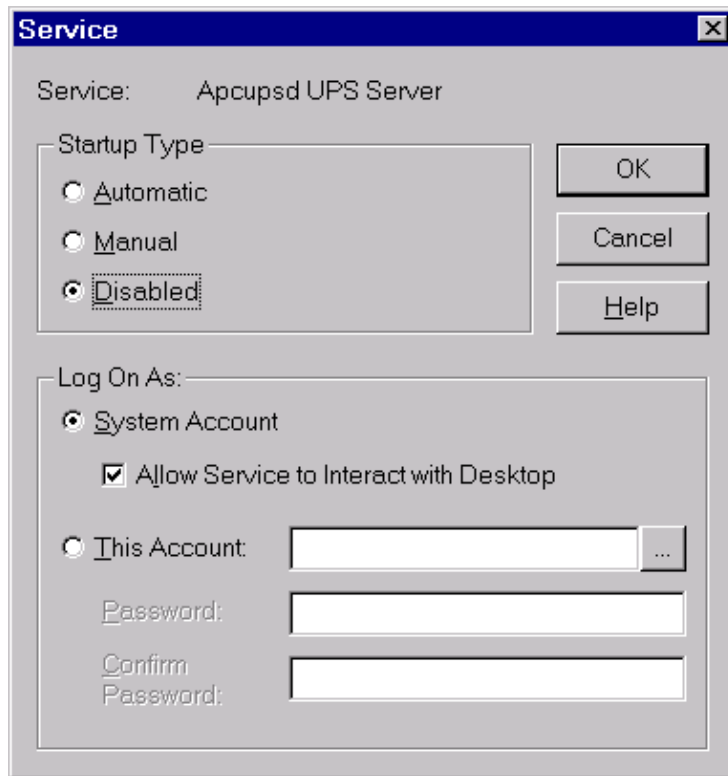 Service
Service: Apcupsd UPS Server
Startup Type
Automatic
Manual
Disabled
OK
Cancel
Help
Log On As:
System Account
Allow Service to Interact with Desktop
This Account:
...
Password:
Confirm
Password: